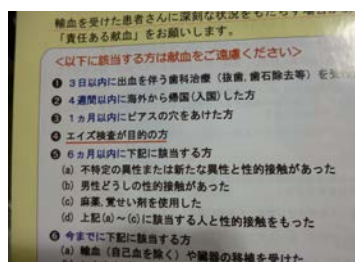 輸血を受けた患者さんに深刻な状況をもたらす場合が
「責任ある献血」をお願いします。
<以下に該当する方は献血をご遠慮ください>
❶ 3日以内に出血を伴う歯科治療（抜歯，歯石除去等）を受
❷ 4週間以内に海外から帰国(入国)した方
❸ 1ヵ月以内にピアスの穴をあけた方
❹ エイズ検査が目的の方
❺ 6ヵ月以内に下記に該当する方
(a) 不特定の異性または新たな異性と性的接触があった
(b) 男性どうしの性的接触があった
(c) 麻薬，覚せい剤を使用した
(d) 上記(a)～(c)に該当する人と性的接触をもった
❻ 今までに下記に該当する方
(a) 輸血（自己血を除く）や臓器の移植を受けた